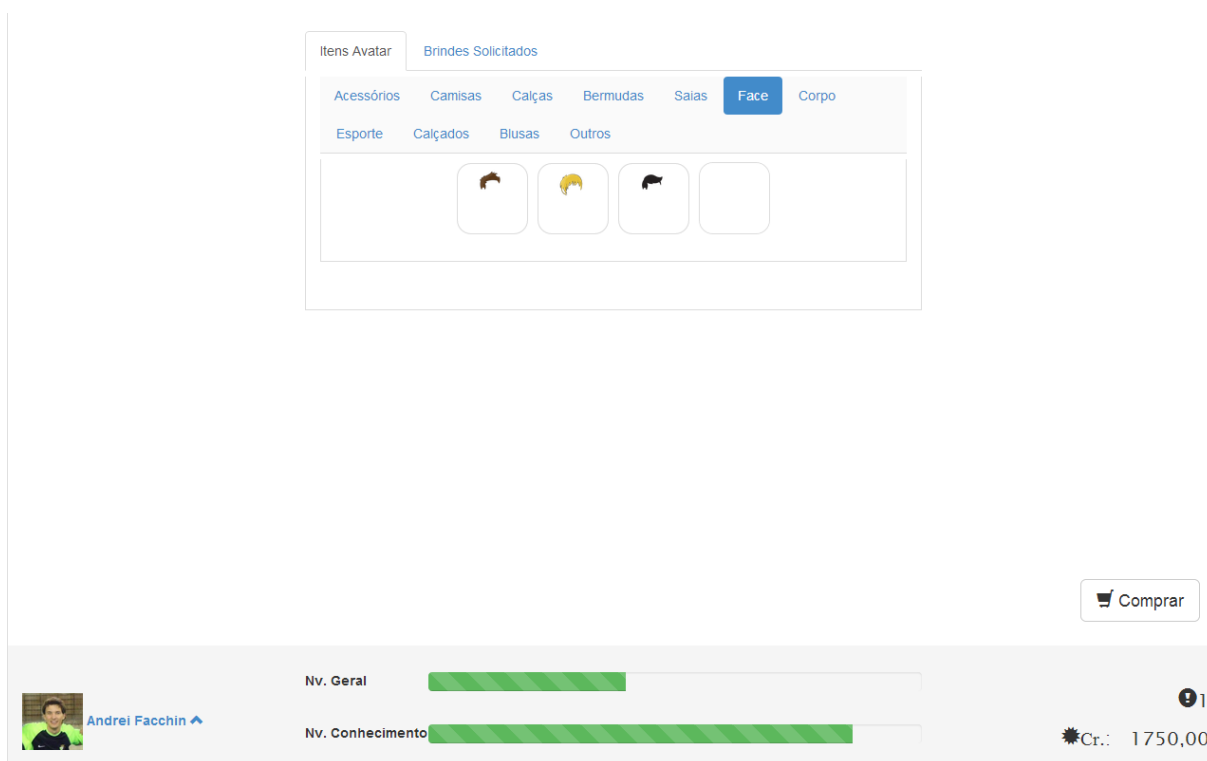 Itens Avatar Brindes Solicitados
Acessórios Camisas Calças Bermudas Saias Face Corpo
Esporte Calçados Blusas Outros
Comprar
Nv. Geral
1
Andrei Facchin
Nv. Conhecimento
Cr.: 1750,00